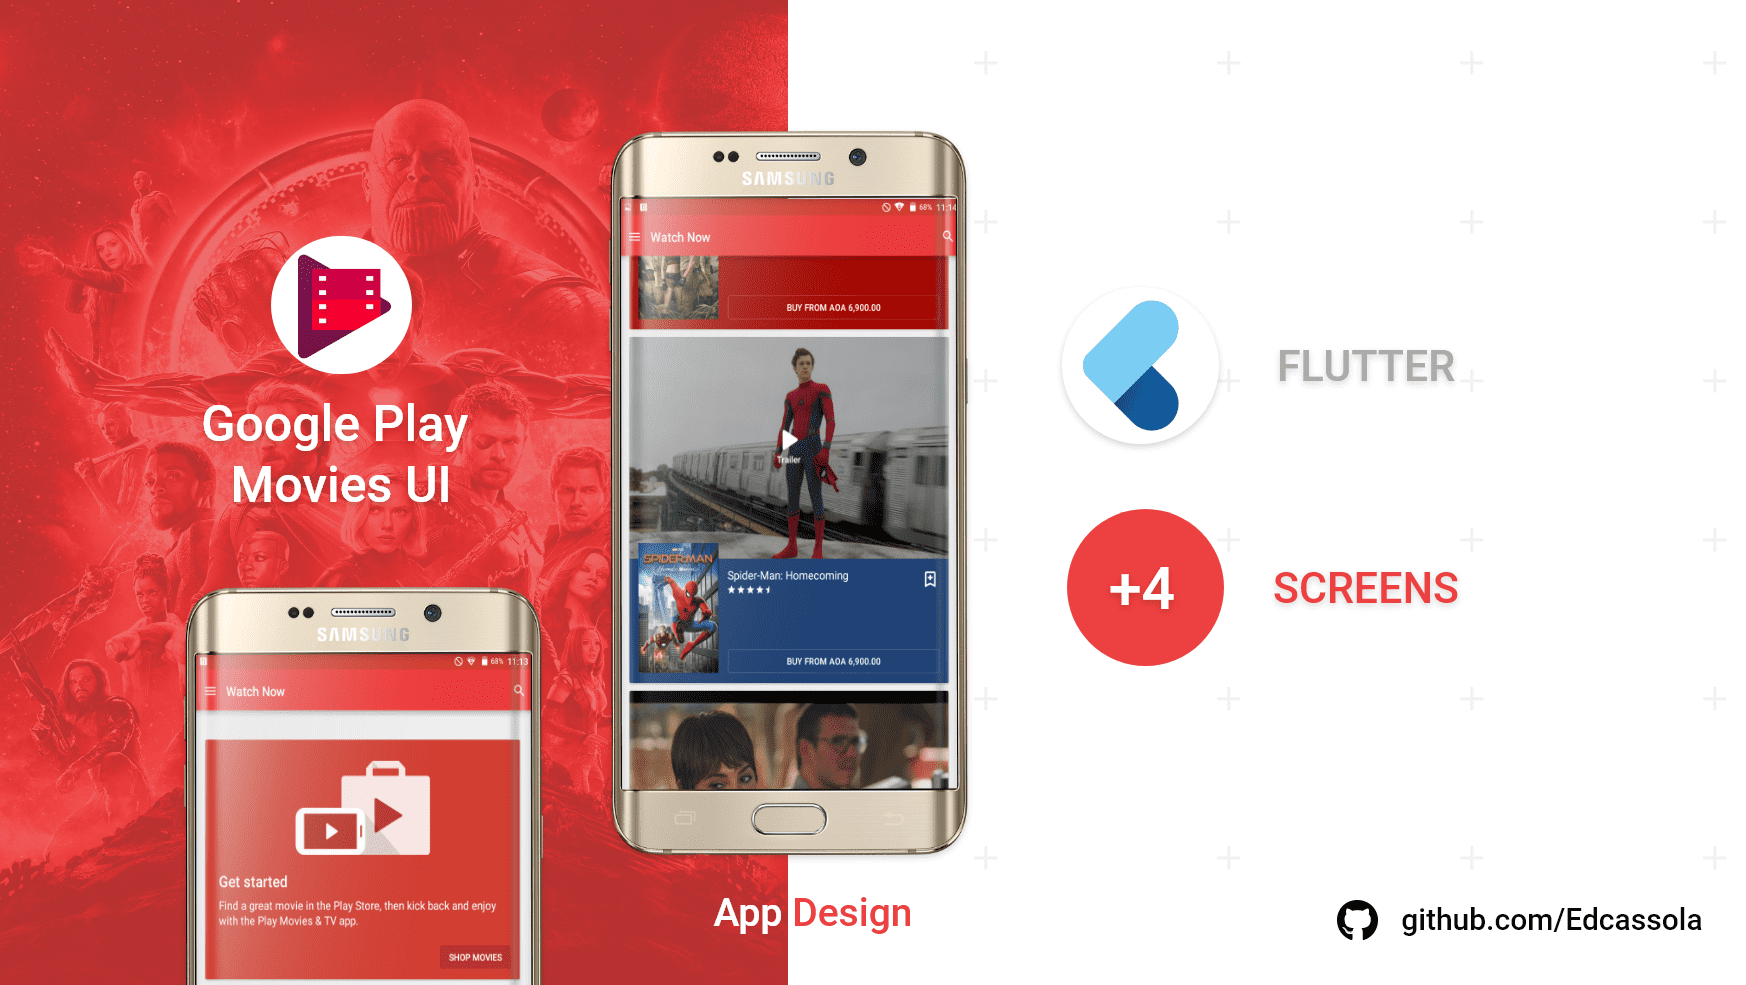 Google Play
Movies UI
SAMSUNG
68% 11:13
Watch Now
Get started
Find a great movie in the Play Store, then kick back and enjoy
with the Play Movies & TV app.
SHOP MOVIES
SAMSUNG
68% 11:14
Watch Now
BUY FROM AOA 6,900.00
Trailer
SPIDER-MAN
Spider-Man: Homecoming
BUY FROM AOA 6,900.00
App Design
FLUTTER
+4 SCREENS
github.com/Edcassola